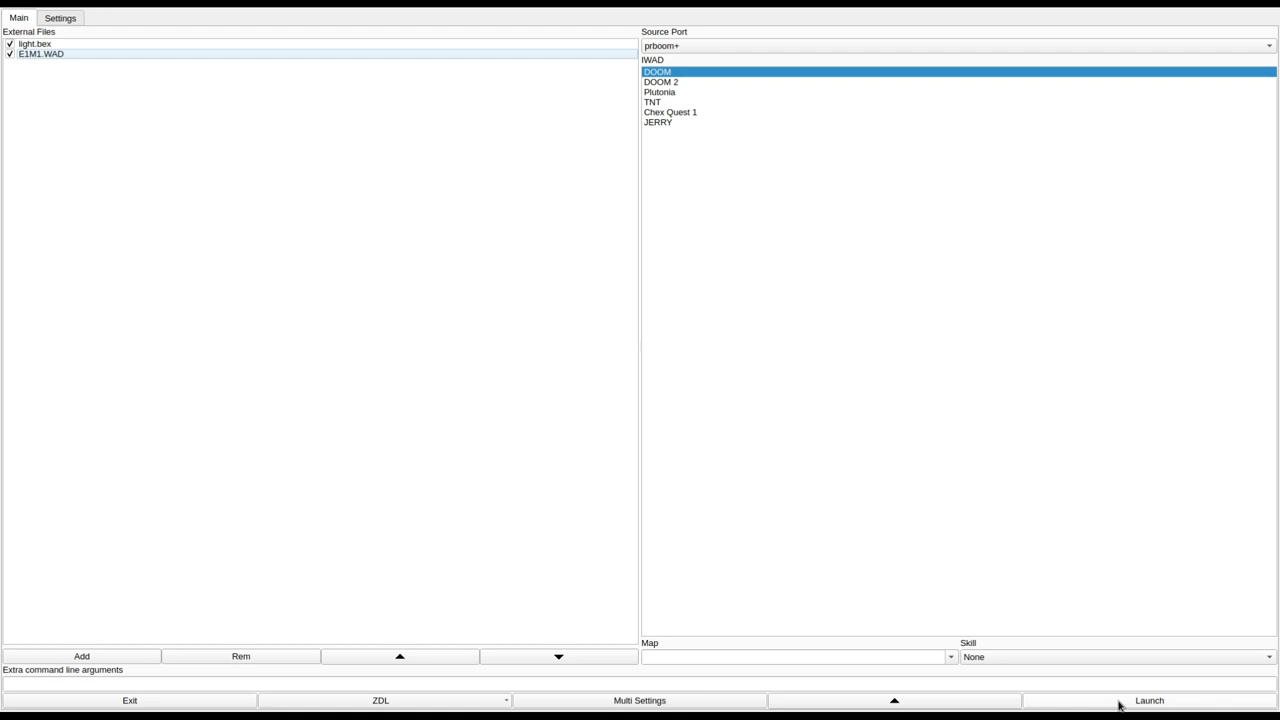 Main
Settings
External Files
light.bex
E1M1.WAD
Source Port
prboom+
IWAD
DOOM
DOOM 2
Plutonia
TNT
Chex Quest 1
JERRY
Map
Skill
None
Add
Rem
Extra command line arguments
Exit
ZDL
Multi Settings
Launch